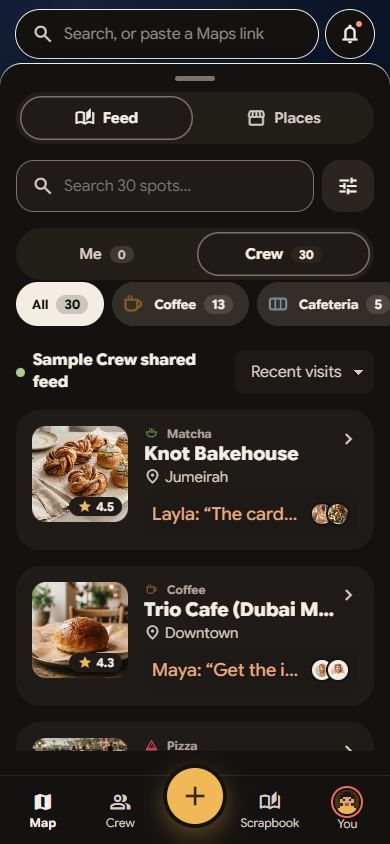 Search, or paste a Maps link
Feed
Places
Search 30 spots...
Me 0
Crew 30
All 30
Coffee 13
Cafeteria 5
Sample Crew shared
feed
Recent visits
Matcha
Knot Bakehouse
Jumeirah
4.5
Layla: “The card...
Coffee
Trio Cafe (Dubai M...
Downtown
4.3
Maya: “Get the i...
Pizza
Map
Crew
Scrapbook
You